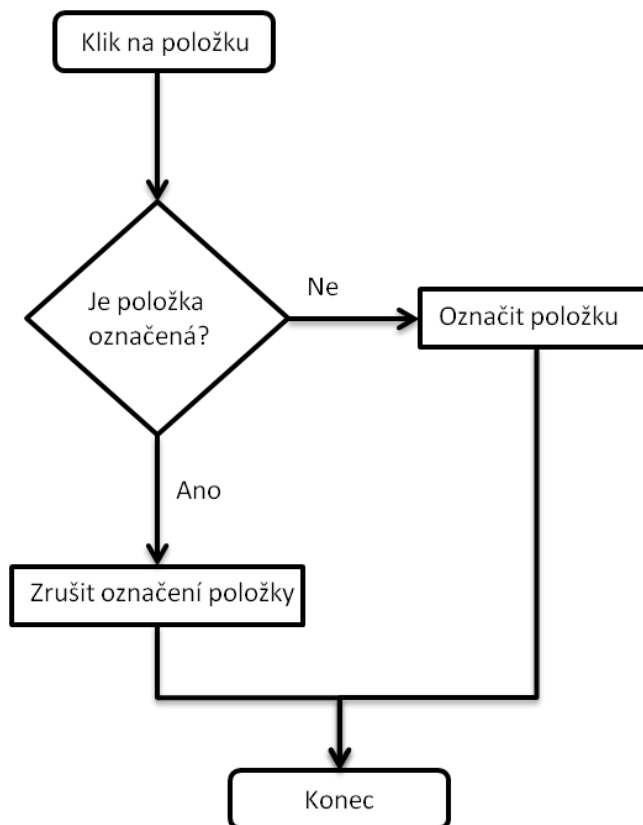 Klik na položku
Je položka
označená?
Ne
Označit položku
Ano
Zrušit označení položky
Konec